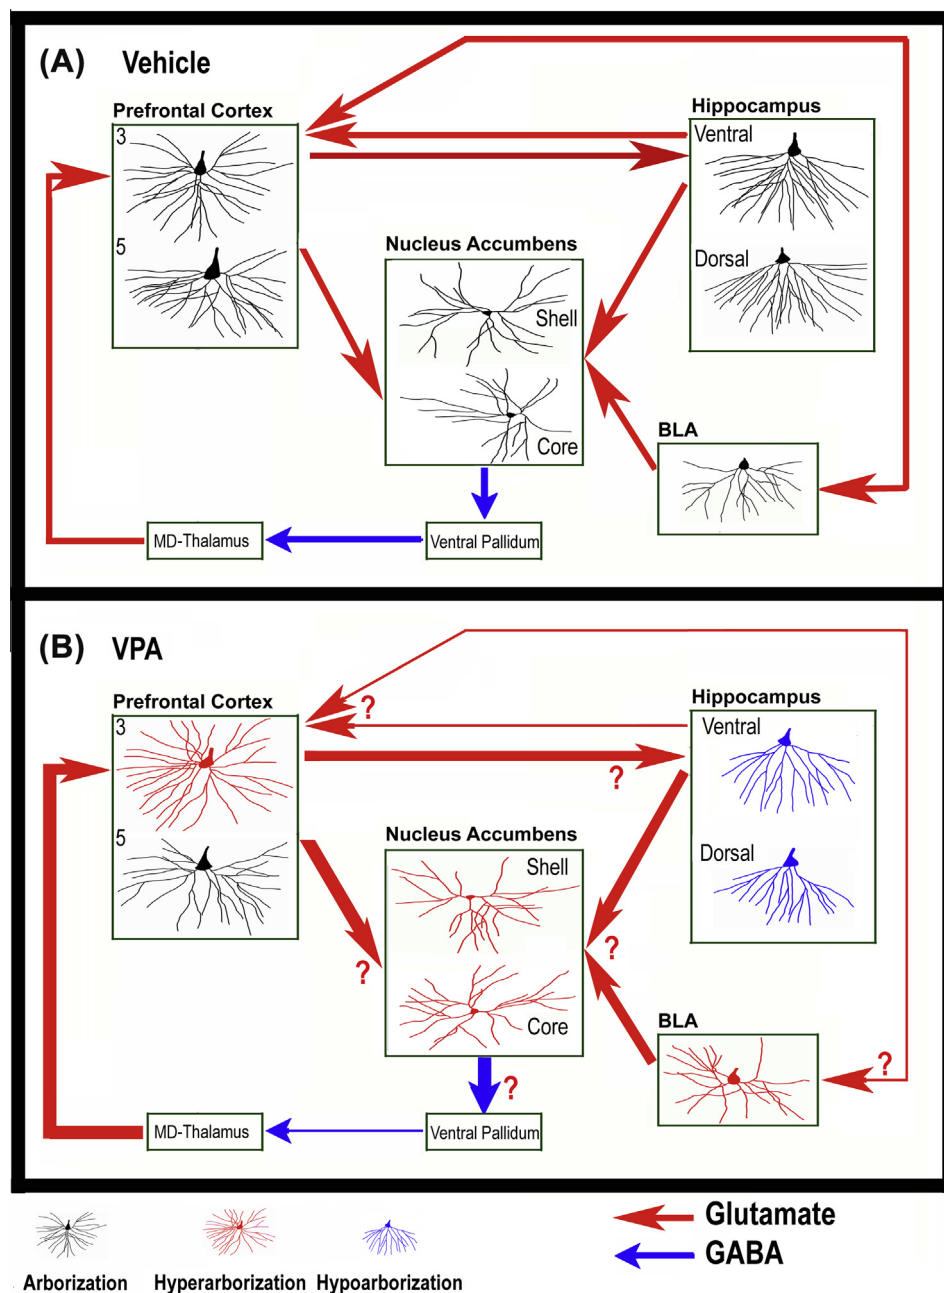 (A) Vehicle
Prefrontal Cortex
Hippocampus
3
Ventral
5
Nucleus Accumbens
Dorsal
Shell
Core
BLA
MD-Thalamus
Ventral Pallidum
(B) VPA
Prefrontal Cortex
Hippocampus
?
3
Ventral
?
5
Nucleus Accumbens
Dorsal
Shell
?
?
Core
BLA
?
?
MD-Thalamus
Ventral Pallidum
Glutamate
GABA
Arborization Hyperarborization Hypoarborization